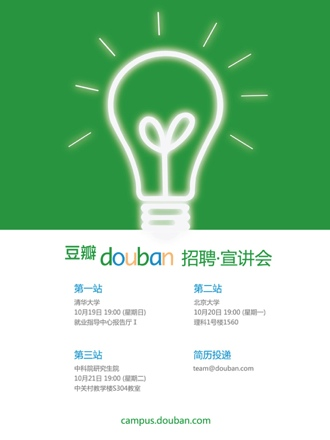 豆瓣 douban 招聘·宣讲会
第一站
清华大学
10月19日 19:00 (星期日)
就业指导中心报告厅 I
第二站
北京大学
10月20日 19:00 (星期一)
理科1号楼1560
第三站
中科院研究生院
10月21日 19:00 (星期二)
中关村教学楼S304教室
简历投递
team@douban.com
campus.douban.com